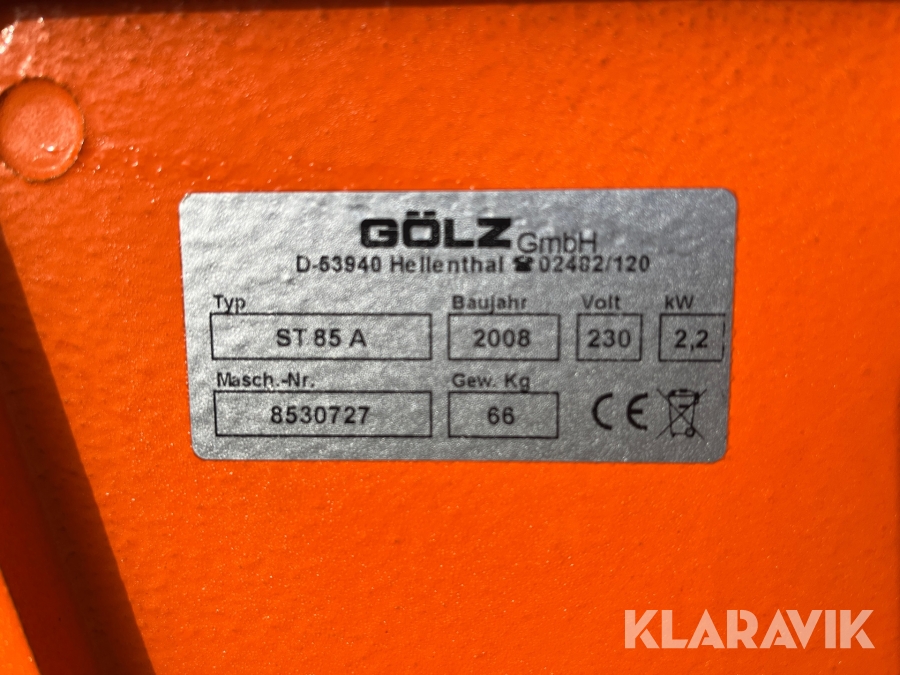 GÖLZ GmbH
D-53940 Hellenthal ☎ 02482/120
Typ Baujahr Volt kW
ST 85 A 2008 230 2,2
Masch.-Nr. Gew. Kg
8530727 66 CE
KLARAVIK